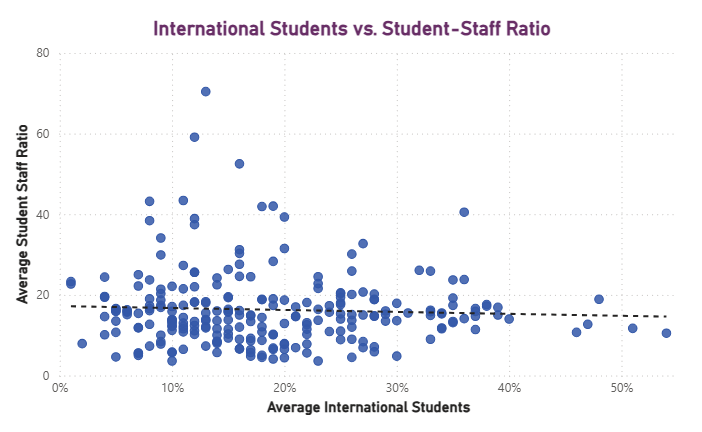 International Students vs. Student-Staff Ratio
80
60
40
20
0
Average Student Staff Ratio
0% 10% 20% 30% 40% 50%
Average International Students